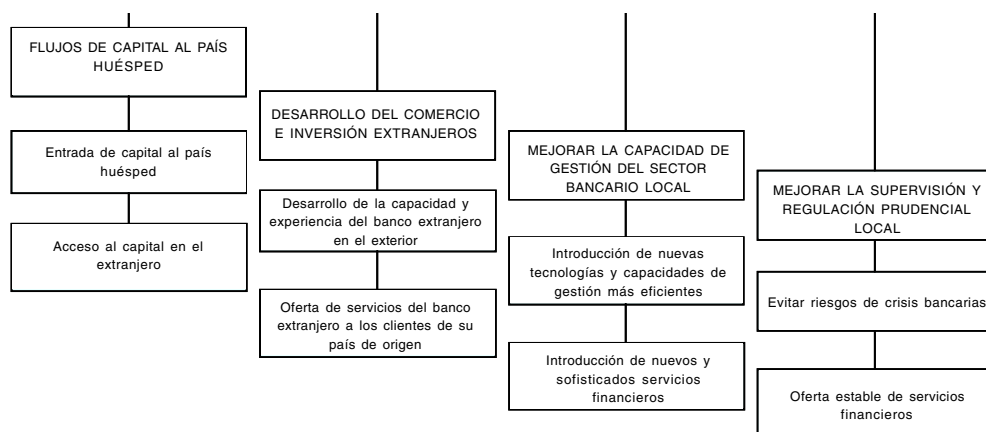 FLUJOS DE CAPITAL AL PAÍS
HUÉSPED
Entrada de capital al país
huésped
Acceso al capital en el
extranjero
DESARROLLO DEL COMERCIO
E INVERSIÓN EXTRANJEROS
Desarrollo de la capacidad y
experiencia del banco extranjero
en el exterior
Oferta de servicios del banco
extranjero a los clientes de su
país de origen
MEJORAR LA CAPACIDAD DE
GESTIÓN DEL SECTOR
BANCARIO LOCAL
Introducción de nuevas
tecnologías y capacidades de
gestión más eficientes
Introducción de nuevos y
sofisticados servicios
financieros
MEJORAR LA SUPERVISIÓN Y
REGULACIÓN PRUDENCIAL
LOCAL
Evitar riesgos de crisis bancarias
Oferta estable de servicios
financieros